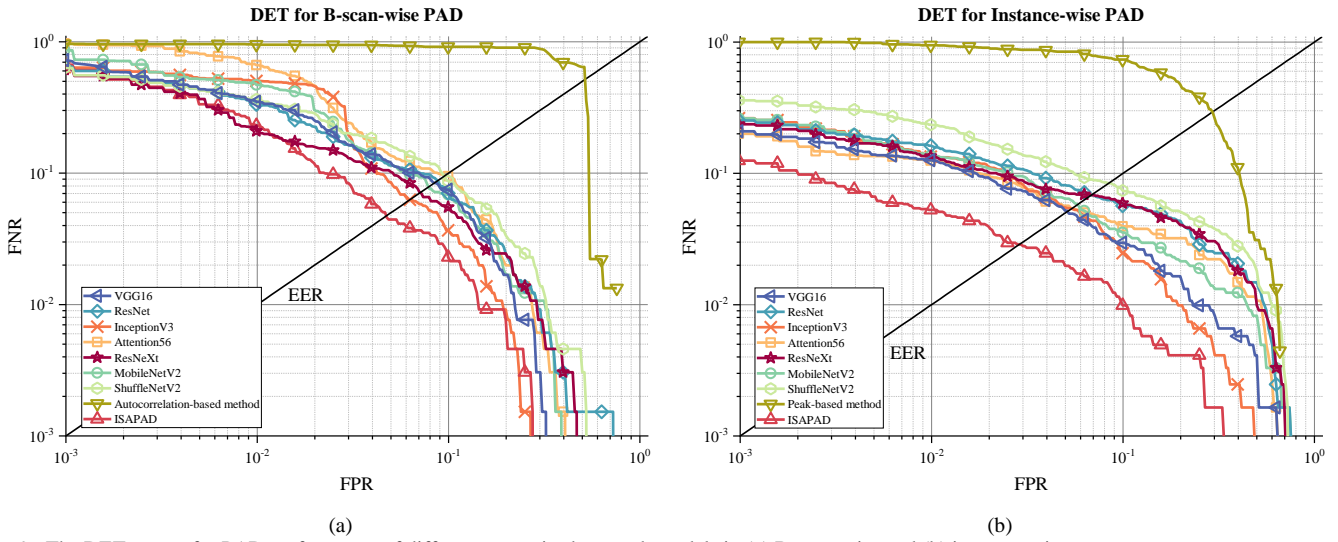 DET for B-scan-wise PAD
10^0
10^-1
10^-2
10^-3
FNR
EER
VGG16
ResNet
InceptionV3
Attention56
ResNeXt
MobileNetV2
ShuffleNetV2
Autocorrelation-based method
ISAPAD
10^-3
10^-2
10^-1
10^0
FPR
(a)
DET for Instance-wise PAD
10^0
10^-1
10^-2
10^-3
FNR
EER
VGG16
ResNet
InceptionV3
Attention56
ResNeXt
MobileNetV2
ShuffleNetV2
Peak-based method
ISAPAD
10^-3
10^-2
10^-1
10^0
FPR
(b)